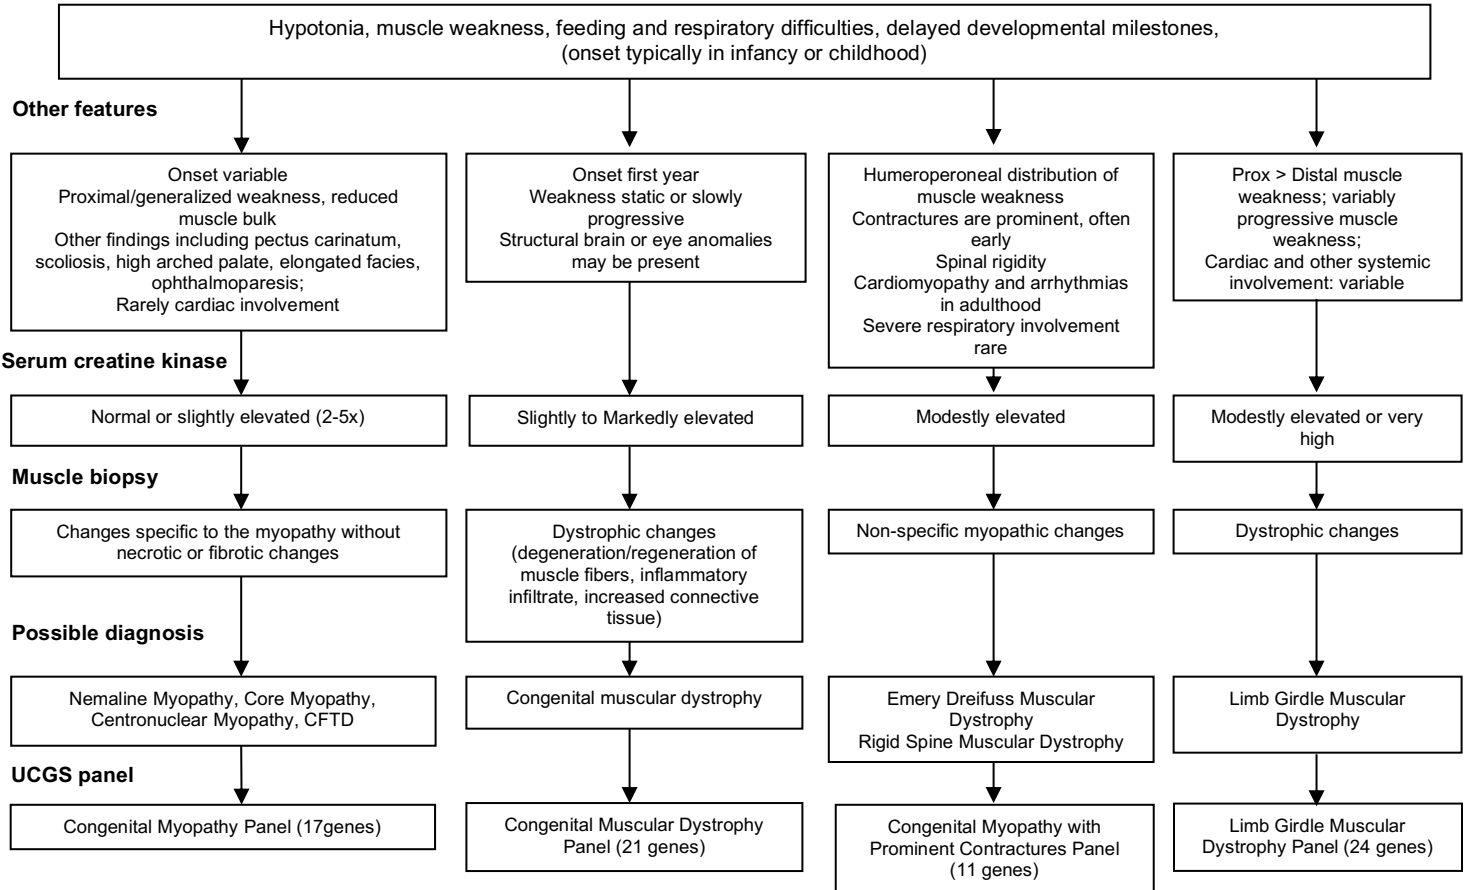 Hypotonia, muscle weakness, feeding and respiratory difficulties, delayed developmental milestones,
(onset typically in infancy or childhood)
Other features
Onset variable
Proximal/generalized weakness, reduced
muscle bulk
Other findings including pectus carinatum,
scoliosis, high arched palate, elongated facies,
ophthalmoparesis;
Rarely cardiac involvement
Onset first year
Weakness static or slowly
progressive
Structural brain or eye anomalies
may be present
Humeroperoneal distribution of
muscle weakness
Contractures are prominent, often
early
Spinal rigidity
Cardiomyopathy and arrhythmias
in adulthood
Severe respiratory involvement
rare
Prox > Distal muscle
weakness; variably
progressive muscle
weakness;
Cardiac and other systemic
involvement: variable
Serum creatine kinase
Normal or slightly elevated (2-5x)
Slightly to Markedly elevated
Modestly elevated
Modestly elevated or very
high
Muscle biopsy
Changes specific to the myopathy without
necrotic or fibrotic changes
Dystrophic changes
(degeneration/regeneration of
muscle fibers, inflammatory
infiltrate, increased connective
tissue)
Non-specific myopathic changes
Dystrophic changes
Possible diagnosis
Nemaline Myopathy, Core Myopathy,
Centronuclear Myopathy, CFTD
Congenital muscular dystrophy
Emery Dreifuss Muscular
Dystrophy
Rigid Spine Muscular Dystrophy
Limb Girdle Muscular
Dystrophy
UCGS panel
Congenital Myopathy Panel (17genes)
Congenital Muscular Dystrophy
Panel (21 genes)
Congenital Myopathy with
Prominent Contractures Panel
(11 genes)
Limb Girdle Muscular
Dystrophy Panel (24 genes)